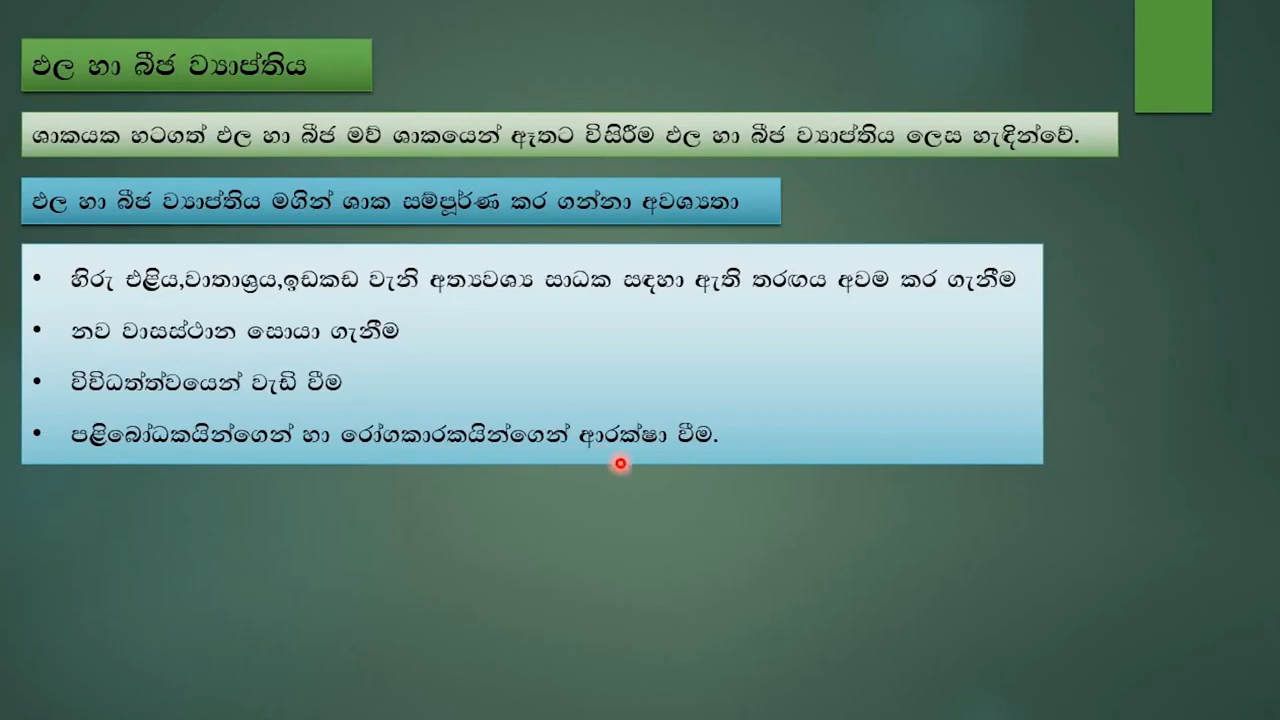 ඵල හා බීජ ව්‍යාප්තිය
ශාකයක හටගත් ඵල හා බීජ මව් ශාකයෙන් ඈතට විසිරීම ඵල හා බීජ ව්‍යාප්තිය ලෙස හැඳින්වේ.
ඵල හා බීජ ව්‍යාප්තිය මගින් ශාක සම්පූර්ණ කර ගන්නා අවශ්‍යතා
• හිරු එළිය,වාතාශ්‍රය,ඉඩකඩ වැනි අත්‍යවශ්‍ය සාධක සඳහා ඇති තරඟය අවම කර ගැනීම
• නව වාසස්ථාන සොයා ගැනීම
• විවිධත්ත්වයෙන් වැඩි වීම
• පළිබෝධකයින්ගෙන් හා රෝගකාරකයින්ගෙන් ආරක්ෂා වීම.